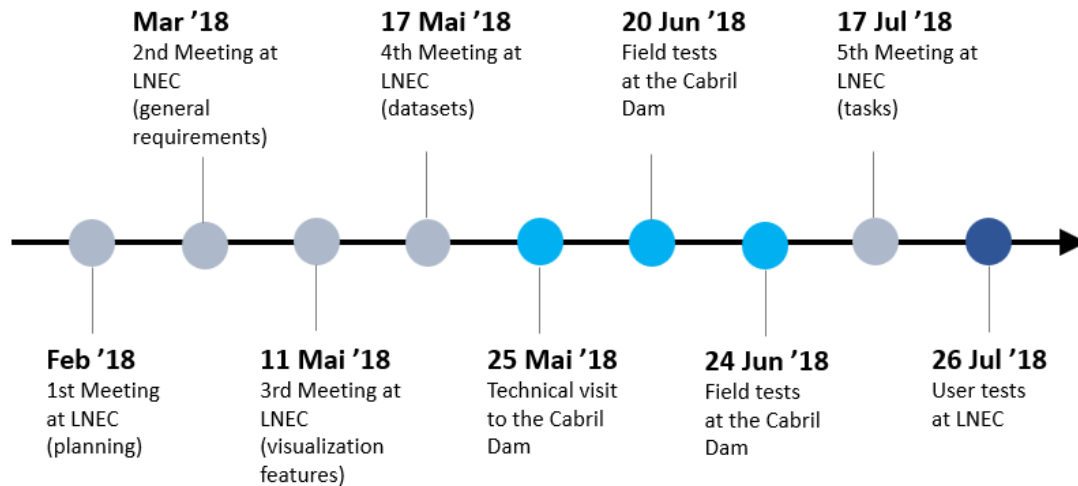 Mar ’18
2nd Meeting at
LNEC
(general
requirements)
17 Mai ’18
4th Meeting at
LNEC
(datasets)
20 Jun ’18
Field tests
at the Cabril
Dam
17 Jul ’18
5th Meeting at
LNEC
(tasks)
Feb ’18
1st Meeting
at LNEC
(planning)
11 Mai ’18
3rd Meeting at
LNEC
(visualization
features)
25 Mai ’18
Technical visit
to the Cabril
Dam
24 Jun ’18
Field tests
at the Cabril
Dam
26 Jul ’18
User tests
at LNEC